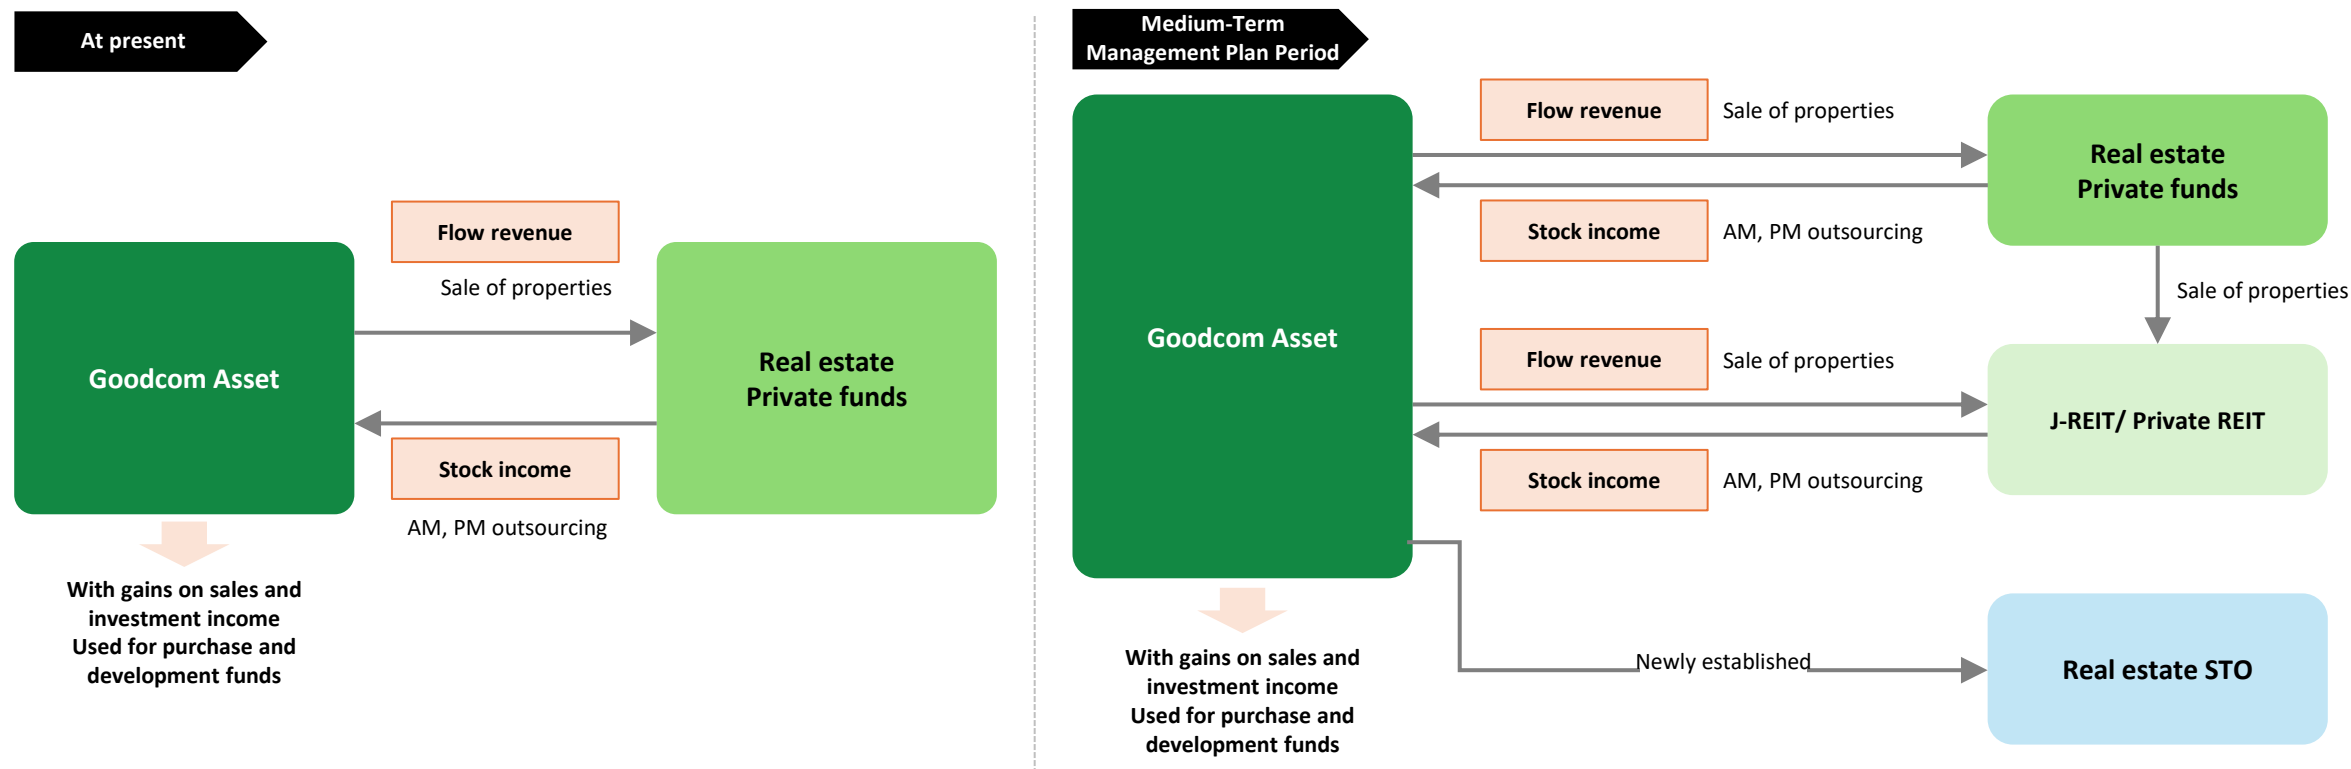 At present
Flow revenue
Sale of properties
Goodcom Asset
Real estate
Private funds
Stock income
AM, PM outsourcing
With gains on sales and
investment income
Used for purchase and
development funds
Medium-Term
Management Plan Period
Flow revenue
Sale of properties
Real estate
Private funds
Stock income
AM, PM outsourcing
Sale of properties
Goodcom Asset
Flow revenue
Sale of properties
J-REIT/ Private REIT
Stock income
AM, PM outsourcing
Newly established
Real estate STO
With gains on sales and
investment income
Used for purchase and
development funds